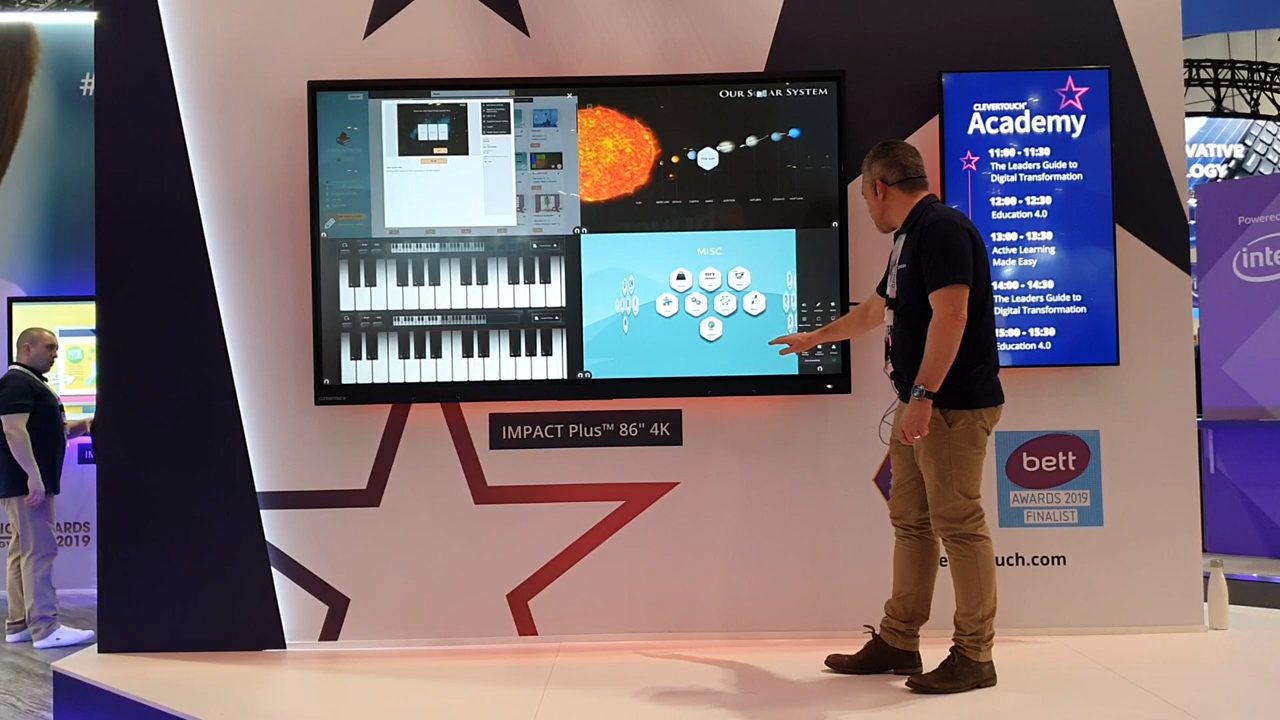 #
OUR SOLAR SYSTEM
MISC
CLEVERTOUCH
IMPACT Plus™ 86" 4K
CLEVERTOUCH
Academy
11:00 - 11:30
The Leaders Guide to
Digital Transformation
12:00 - 12:30
Education 4.0
13:00 - 13:30
Active Learning
Made Easy
14:00 - 14:30
The Leaders Guide to
Digital Transformation
15:00 - 15:30
Education 4.0
bett
AWARDS 2019
FINALIST
uch.com
VATIVE
LOGY
Powered
inte
ARDS
2019